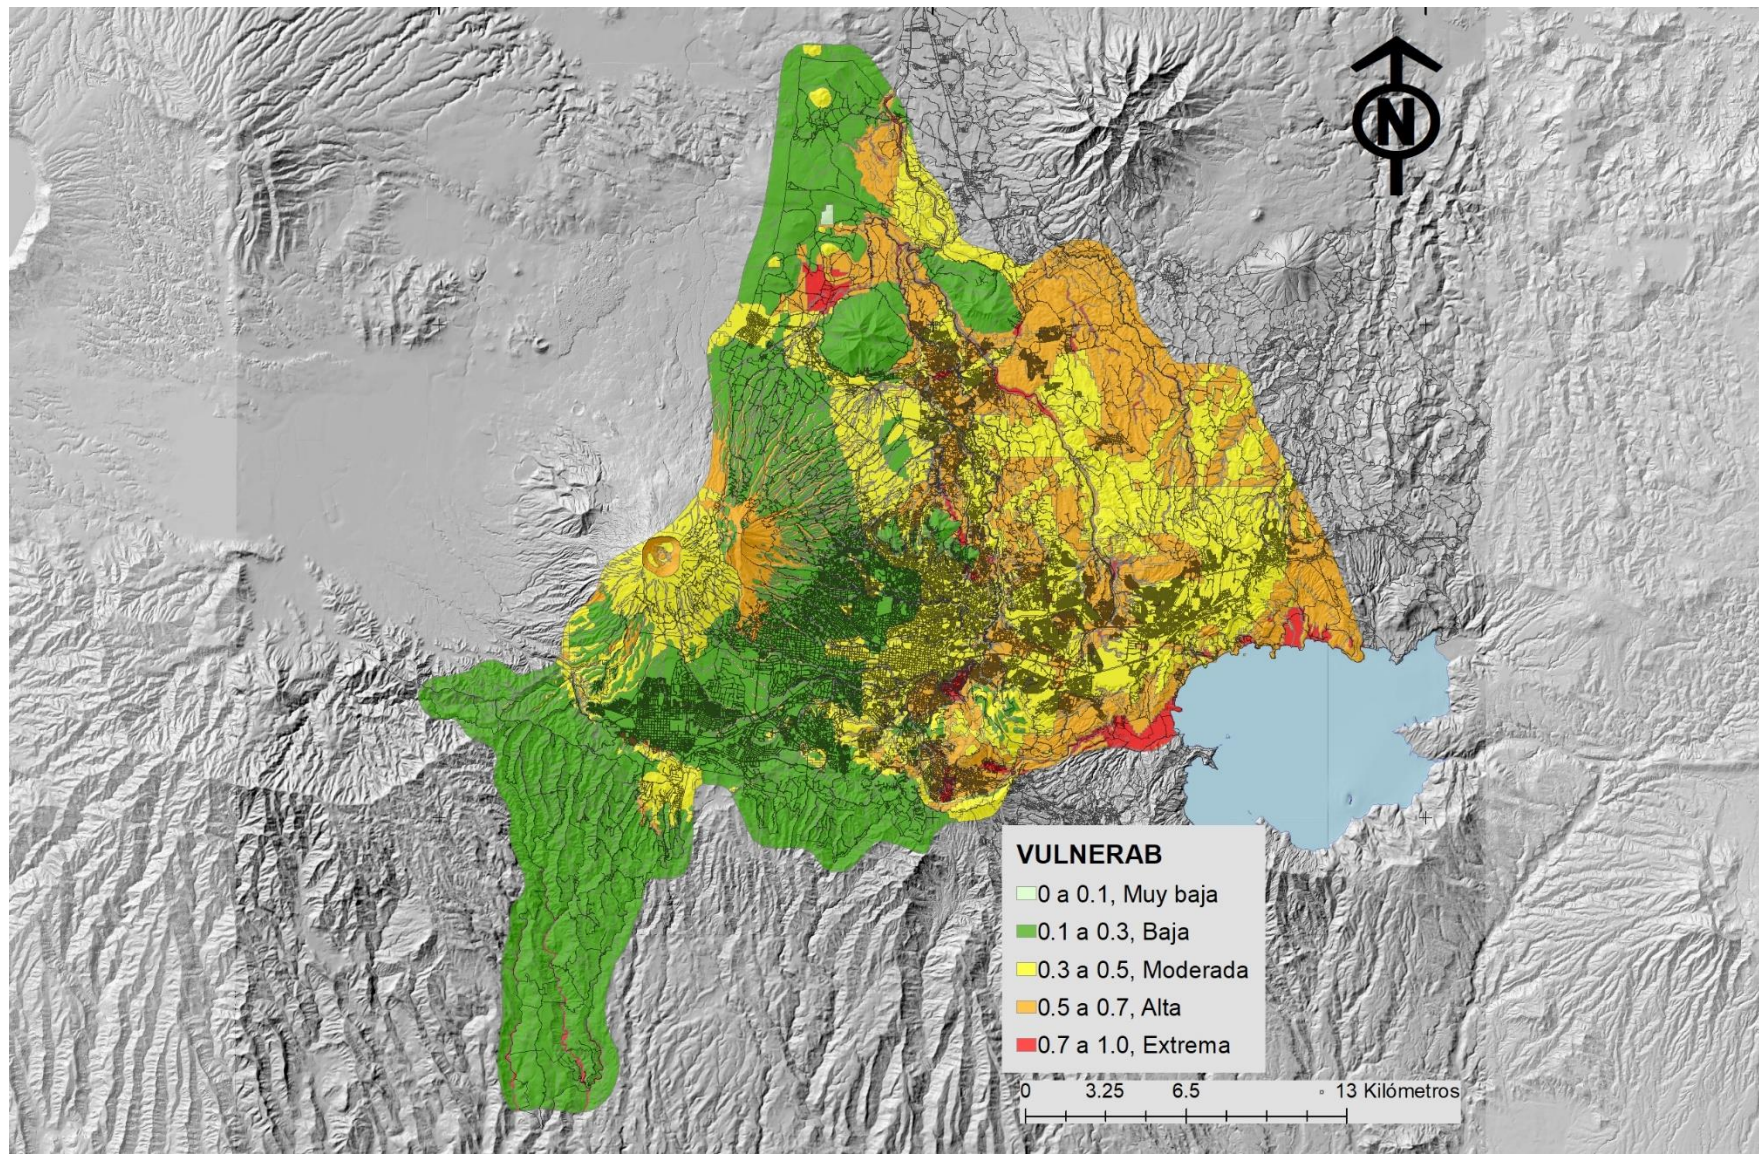 N
VULNERAB
0 a 0.1, Muy baja
0.1 a 0.3, Baja
0.3 a 0.5, Moderada
0.5 a 0.7, Alta
0.7 a 1.0, Extrema
0 3.25 6.5 13 Kilómetros